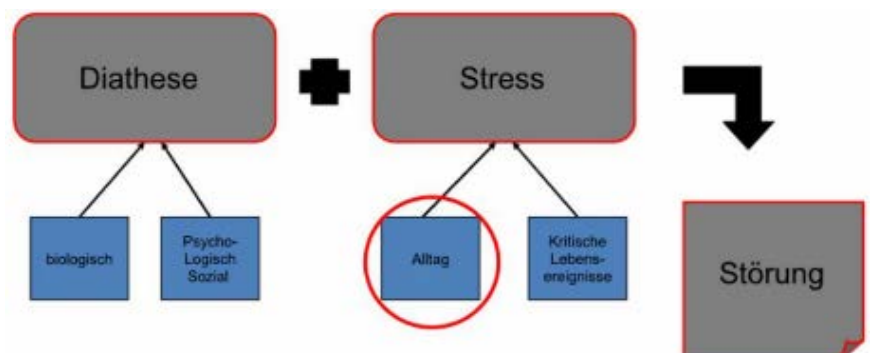 Diathese
Stress
biologisch
Psycho-
Logisch
Sozial
Alltag
Kritische
Lebens-
ereignisse
Störung